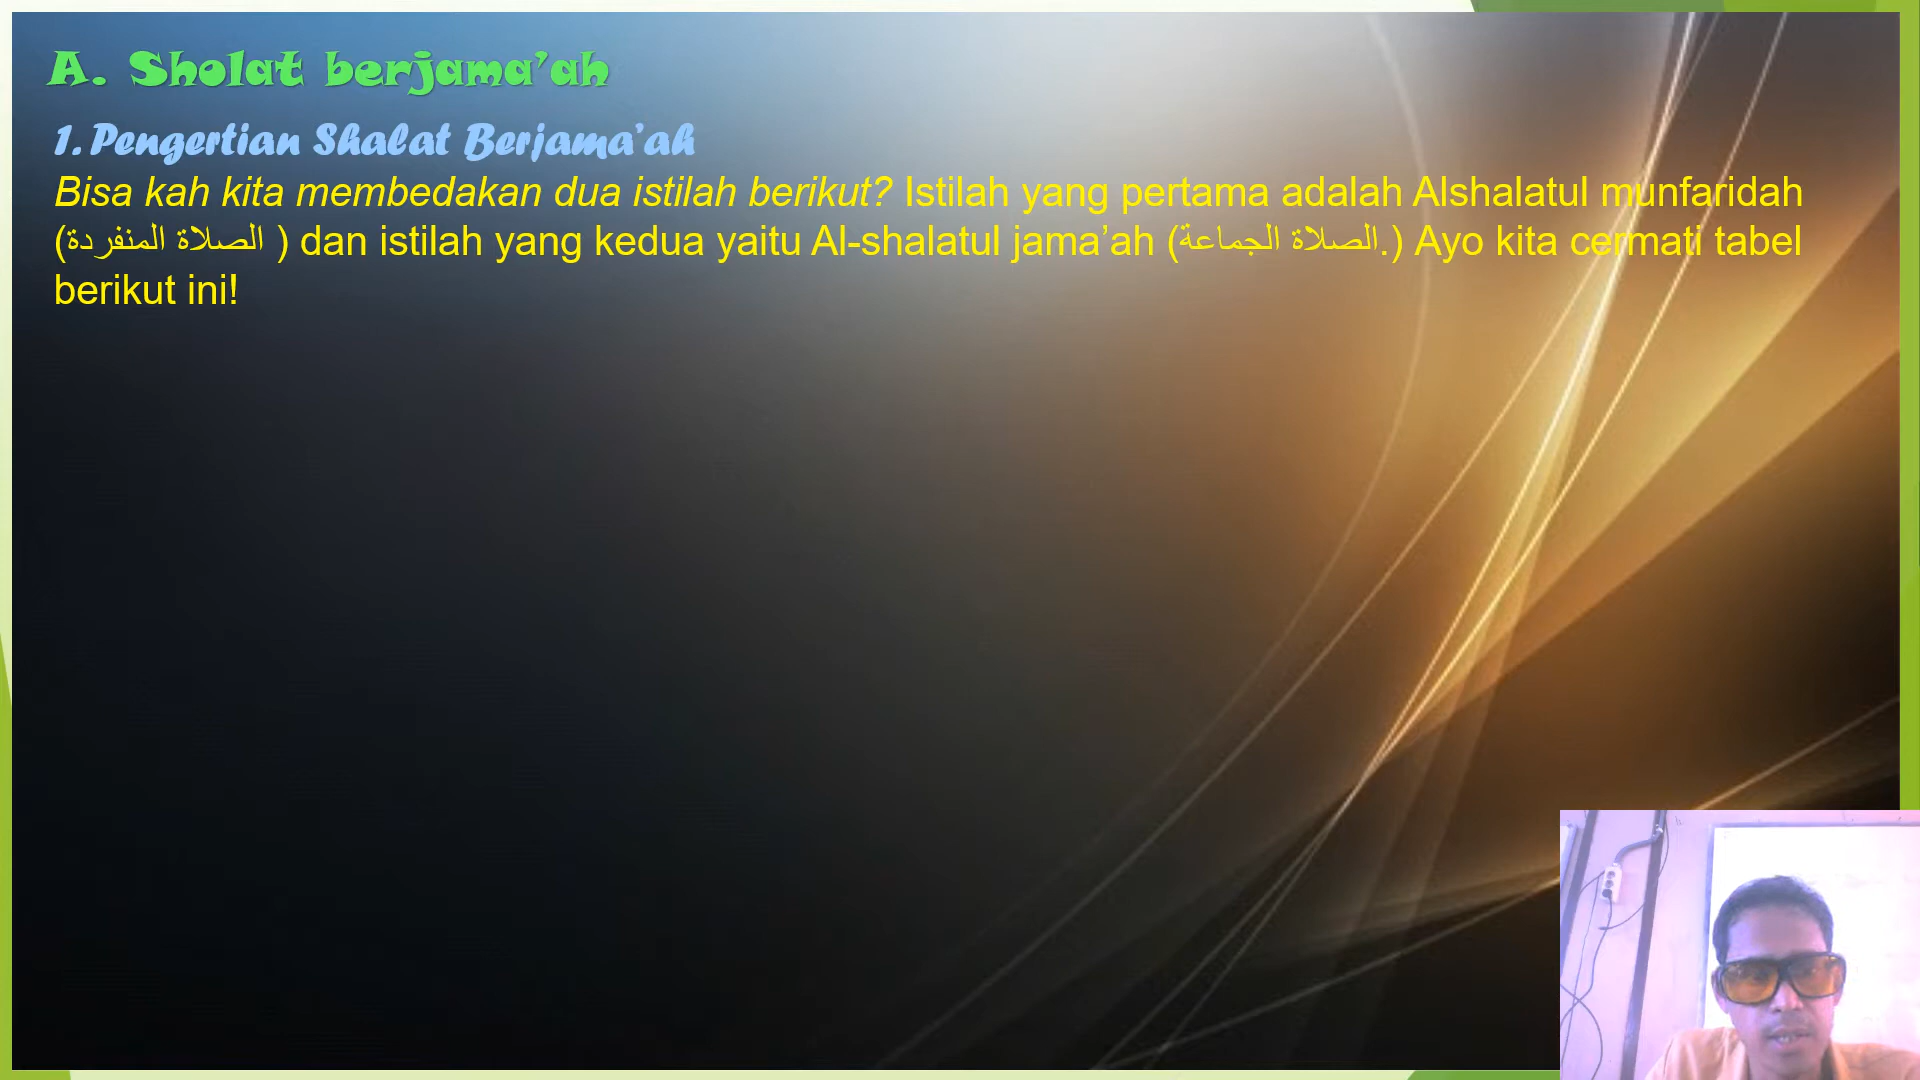 A. Sholat berjama’ah
1. Pengertian Shalat Berjama’ah
Bisa kah kita membedakan dua istilah berikut? Istilah yang pertama adalah Alshalatul munfaridah
(الصلاة المنفردة ) dan istilah yang kedua yaitu Al-shalatul jama’ah (الصلاة الجماعة.) Ayo kita cermati tabel
berikut ini!